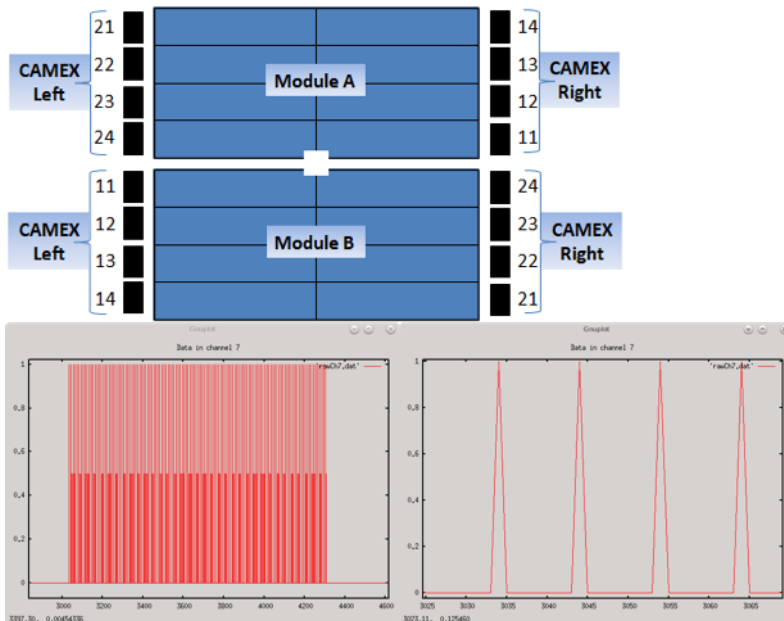 21
14
22
13
CAMEX
Left
Module A
CAMEX
Right
23
12
24
11
11
24
12
23
CAMEX
Left
Module B
CAMEX
Right
13
22
14
21
Gnuplot
Data in channel 7
'rawCh7.dat'
1
0.8
0.6
0.4
0.2
0
3000 3200 3400 3600 3800 4000 4200 4400 4600
Gnuplot
Data in channel 7
'rawCh7.dat'
1
0.8
0.6
0.4
0.2
0
3025 3030 3035 3040 3045 3050 3055 3060 3065
3023.11, 0.125460